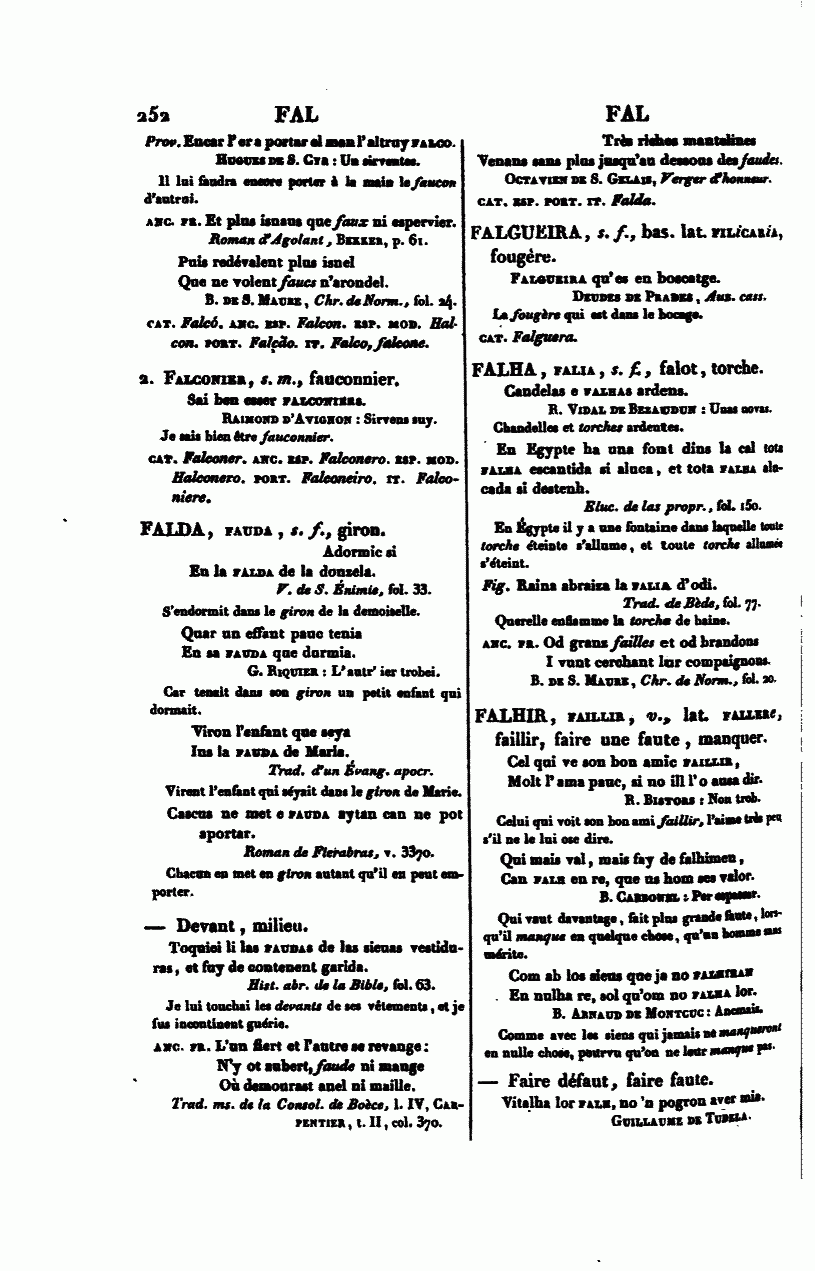 252 FAL FAL
Prov. Encar l'er a portar el man l'altruy FALCO.
HUGUES DE S. CYR : Un sirventes.
Il lui faudra encore porter à la main le faucon
d'autrui.
ANC. FR. Et plus isnaus que faux ni espervier.
Roman d'Agolant, BEKKER, p. 61.
Puis redévalent plus isnel
Que ne volent faucs n'arondel.
B. DE S. MAURE, Chr. de Norm., fol. 24.
CAT. Falcó. ANC. ESP. Falcon. ESP. MOD. Hal-
con. PORT. Falção. IT. Falco, falcone.
2. FALCONIER, s. m., fauconnier.
Sai ben esser FALCONIERS.
RAIMOND D'AVIGNON : Sirvens suy.
Je sais bien être fauconnier.
CAT. Falconer. ANC. ESP. Falconero. ESP. MOD.
Halconero. PORT. Falconeiro. IT. Falco-
niere.
FALDA, FAUDA, s. f., giron.
Adormic si
En la FALDA de la donzela.
V. de S. Énimie, fol. 33.
S'endormit dans le giron de la demoiselle.
Quar un effant pauc tenia
En sa FAUDA que durmia.
G. RIQUIER : L'autr' ier trobei.
Car tenait dans son giron un petit enfant qui
dormait.
Viron l'enfant que seya
Ins la FAUDA de Maria.
Trad. d'un Évang. apocr.
Virent l'enfant qui séyait dans le giron de Marie.
Cascus ne met e FAUDA aytan can ne pot
aportar.
Roman de Fierabras, v. 3370.
Chacun en met en giron autant qu'il en peut em-
porter.
— Devant, milieu.
Toquiei li las FAUDAS de las sienas vestidu-
ras, et fuy de contenent garida.
Hist. abr. de la Bible, fol. 63.
Je lui touchai les devants de ses vêtements, et je
fus incontinent guérie.
ANC. FR. L'un fiert et l'autre se revange :
N'y ot aubert, faude ni mange
Où demourast anel ni maille.
Trad. ms. de la Consol. de Boèce, l. IV, CAR-
PENTIER, t. II, col. 370.
Très riches mantelines
Venans sans plus jusqu'au dessous des faudes.
OCTAVIEN DE S. GELAIS, Verger d'honneur.
CAT. ESP. PORT. IT. Falda.
FALGUEIRA, s. f., bas. lat. FILICARIA,
fougère.
FALGUEIRA qu'es en boscatge.
DEUDES DE PRADES, Aus. cass.
La fougère qui est dans le bocage.
CAT. Falguera.
FALHA, FALIA, s. f., falot, torche.
Candelas e FALHAS ardens.
R. VIDAL DE BEZAUDUN : Unas novas.
Chandelles et torches ardentes.
En Egypte ha una font dins la cal tota
FALHA escantida si aluca, et tota FALHA ala-
cada si destenh.
Eluc. de las propr., fol. 150.
En Égypte il y a une fontaine dans laquelle toute
torche éteinte s'allume, et toute torche allumée
s'éteint.
Fig. Raina abraiza la FALIA d'odi.
Trad. de Bède, fol. 77.
Querelle enflamme la torche de haine.
ANC. FR. Od grans failles et od brandons
I vunt cerchant lur compaignons.
B. DE S. MAURE, Chr. de Norm., fol. 20.
FALHIR, FAILLIR, v., lat. FALLERE,
faillir, faire une faute, manquer.
Cel qui ve son bon amic FAILLIR,
Molt l'ama pauc, si no ill l'o ausa dir.
R. BISTORS : Non trob.
Celui qui voit son bon ami faillir, l'aime très peu
s'il ne le lui ose dire.
Qui mais val, mais fay de falhimen,
Can FALH en re, que us hom ses valor.
B. CARBONEL : Per espassar.
Qui vaut davantage, fait plus grande faute, lors-
qu'il manque en quelque chose, qu'un homme sans
mérite.
Com ab los siens que ja no FALHIRAN
En nulha re, sol qu'om no FALHA lor.
B. ARNAUD DE MONTCUC : Ancmais.
Comme avec les siens qui jamais ne manqueront
en nulle chose, pourvu qu'on ne leur manque pas.
— Faire défaut, faire faute.
Vitalha lor FALH, no 'n pogron aver mia.
GUILLAUME DE TUDELA.